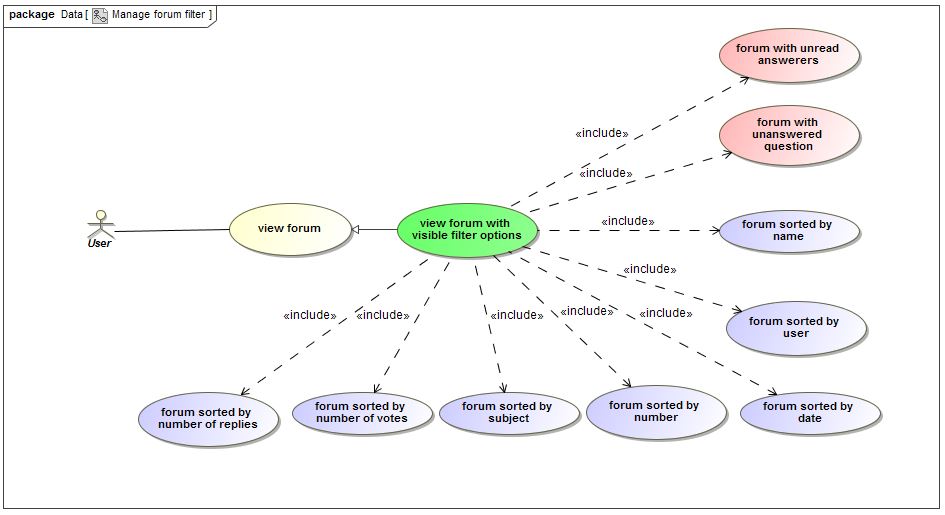 package Data [ Manage forum filter ]
forum with unread
answerers
forum with
unanswered
question
«include»
«include»
«include»
forum sorted by
name
User
view forum
view forum with
visible filter options
«include»
forum sorted by
user
«include»
«include»
«include»
«include»
«include»
forum sorted by
number of replies
forum sorted by
number of votes
forum sorted by
subject
forum sorted by
number
forum sorted by
date